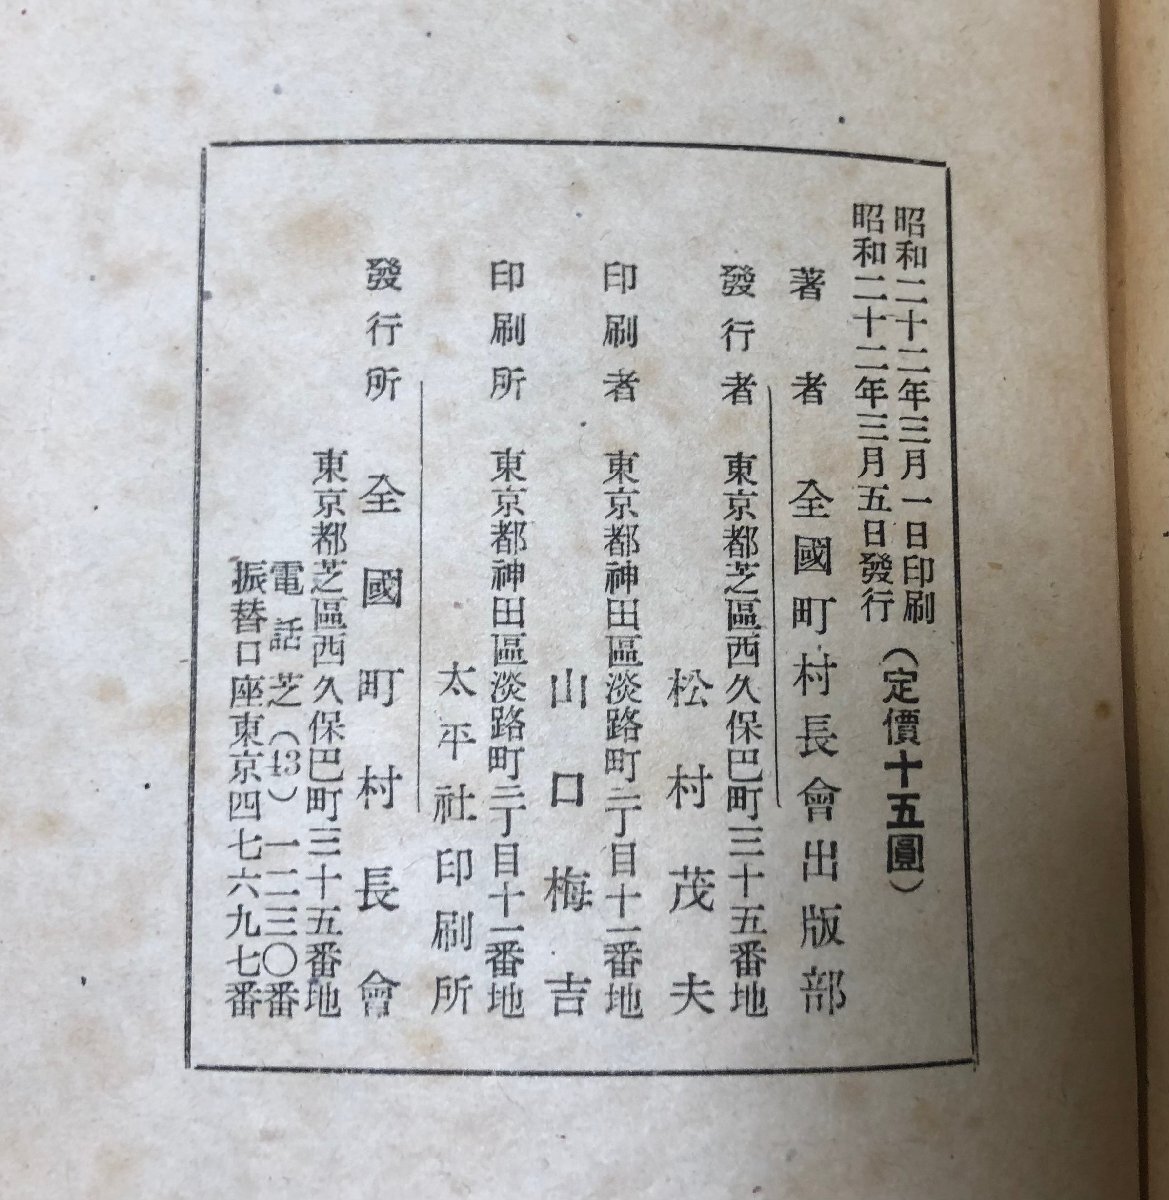 昭和二十二年三月一日印刷
昭和二十二年三月五日發行
（定價十五圓）
著者 全國町村長會出版部
發行者 東京都芝區西久保巴町三十五番地
松村茂夫
印刷者 東京都神田區淡路町二丁目十一番地
山口梅吉
印刷所 東京都神田區淡路町二丁目十一番地
太平社印刷所
發行所 全國町村長會
東京都芝區西久保巴町三十五番地
電話芝（43）一一三〇番
振替口座東京四七六九七番